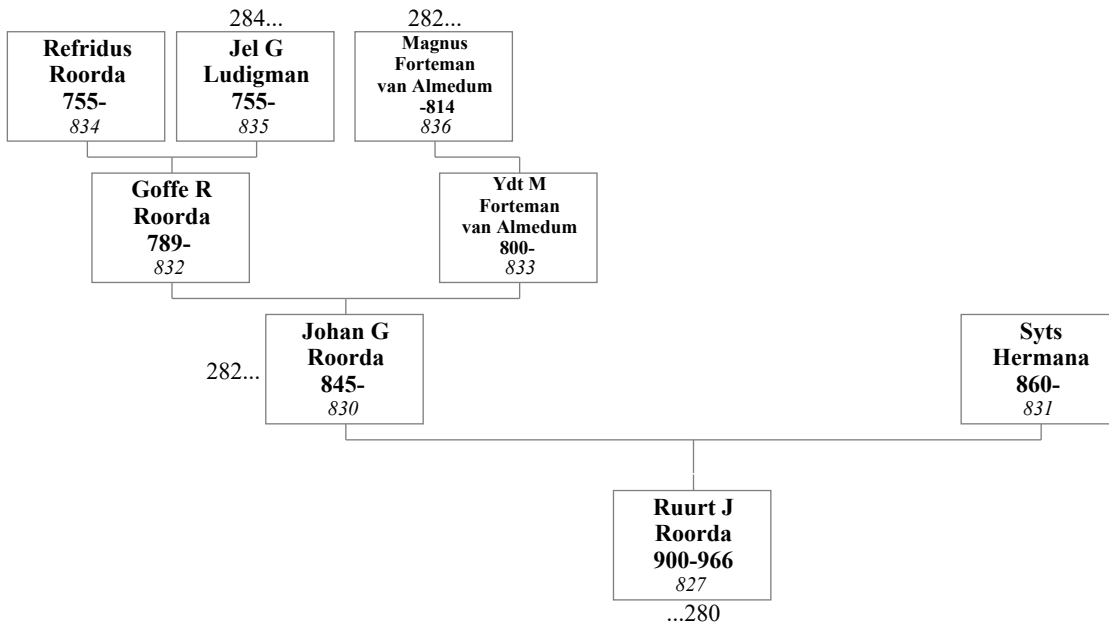 284...
282...
Refridus
Roorda
755-
834
Jel G
Ludigman
755-
835
Magnus
Forteman
van Almedum
-814
836
Goffe R
Roorda
789-
832
Ydt M
Forteman
van Almedum
800-
833
282...
Johan G
Roorda
845-
830
Syts
Hermana
860-
831
Ruurt J
Roorda
900-966
827
...280